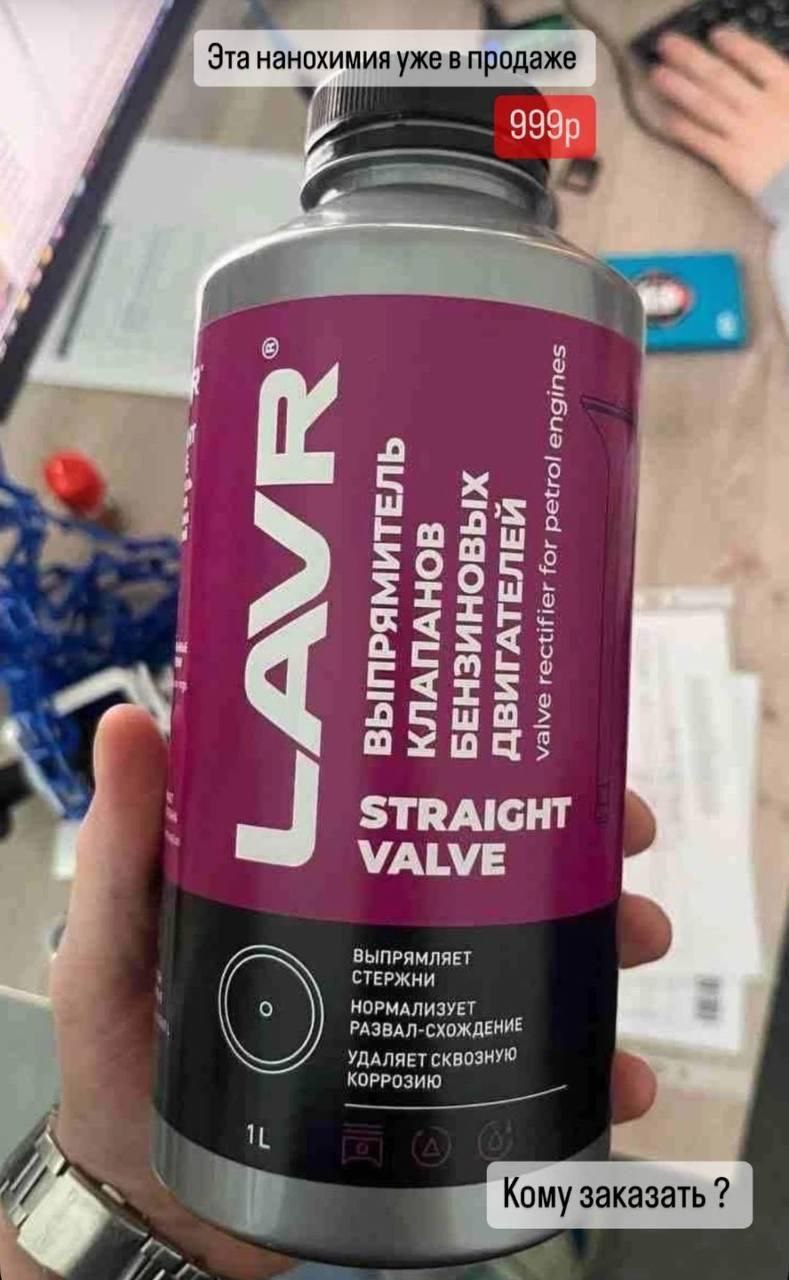 Эта нанохимия уже в продаже
999р
LAVR®
ВЫПРЯМИТЕЛЬ
КЛАПАНОВ
БЕНЗИНОВЫХ
ДВИГАТЕЛЕЙ
valve rectifier for petrol engines
STRAIGHT
VALVE
ВЫПРЯМЛЯЕТ
СТЕРЖНИ
НОРМАЛИЗУЕТ
РАЗВАЛ-СХОЖДЕНИЕ
УДАЛЯЕТ СКВОЗНУЮ
КОРРОЗИЮ
1 L
Кому заказать ?